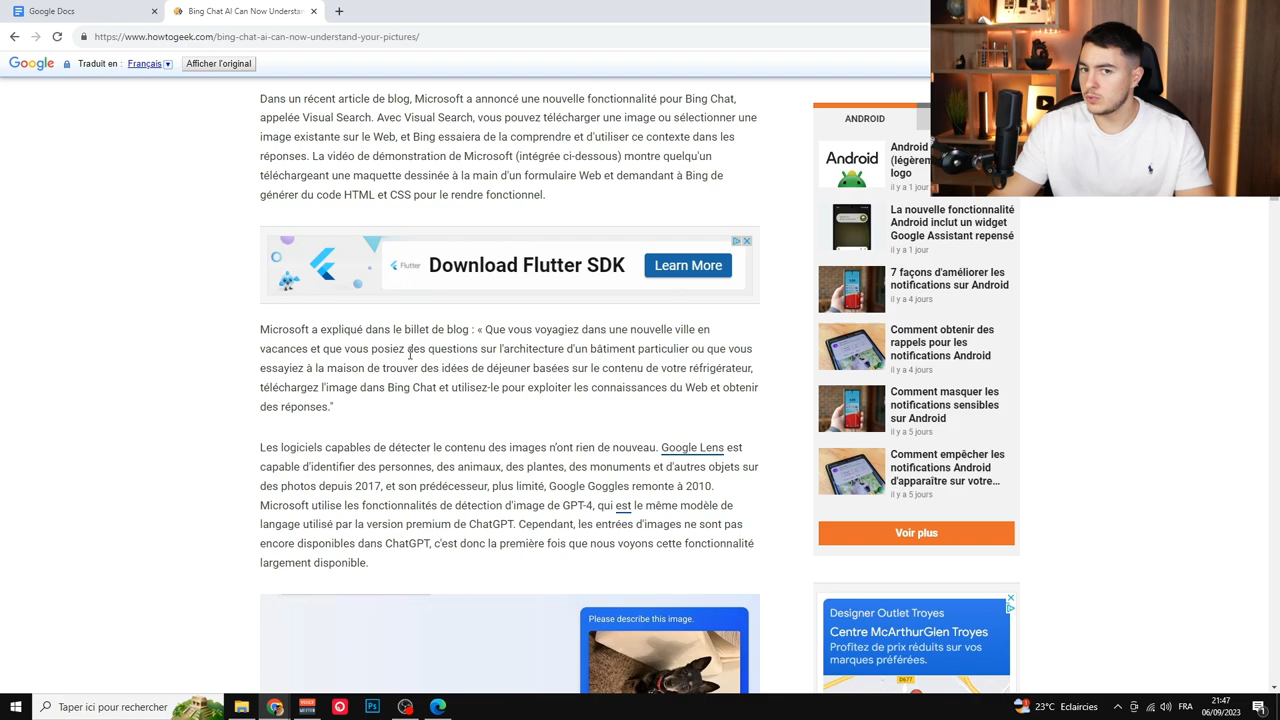 Google Docs
Bing Chat AI Can Now Understan
https://www.howtogeek.com/bing-chat-ai-can-now-understand-your-pictures/
Google
Traduit en :
Français
Afficher l'original
Dans un récent article de blog, Microsoft a annoncé une nouvelle fonctionnalité pour Bing Chat,
appelée Visual Search. Avec Visual Search, vous pouvez télécharger une image ou sélectionner une
image existante sur le Web, et Bing essaiera de la comprendre et d'utiliser ce contexte dans les
réponses. La vidéo de démonstration de Microsoft (intégrée ci-dessous) montre quelqu'un
téléchargeant une maquette dessinée à la main d'un formulaire Web et demandant à Bing de
générer du code HTML et CSS pour le rendre fonctionnel.
Flutter
Download Flutter SDK
Learn More
Microsoft a expliqué dans le billet de blog : « Que vous voyagiez dans une nouvelle ville en
vacances et que vous posiez des questions sur l'architecture d'un bâtiment particulier ou que vous
essayiez à la maison de trouver des idées de déjeuner basées sur le contenu de votre réfrigérateur,
téléchargez l'image dans Bing Chat et utilisez-le pour exploiter les connaissances du Web et obtenir
des réponses."
Les logiciels capables de détecter le contenu des images n'ont rien de nouveau. Google Lens est
capable d'identifier des personnes, des animaux, des plantes, des monuments et d'autres objets sur
des photos depuis 2017, et son prédécesseur, plus limité, Google Goggles remonte à 2010.
Microsoft utilise les fonctionnalités de détection d'image de GPT-4, qui est le même modèle de
langage utilisé par la version premium de ChatGPT. Cependant, les entrées d'images ne sont pas
encore disponibles dans ChatGPT, c'est donc la première fois que nous voyons cette fonctionnalité
largement disponible.
Please describe this image.
ANDROID
Android
Android
(légèrem
logo
il y a 1 jour
La nouvelle fonctionnalité
Android inclut un widget
Google Assistant repensé
il y a 1 jour
7 façons d'améliorer les
notifications sur Android
il y a 4 jours
Comment obtenir des
rappels pour les
notifications Android
il y a 4 jours
Comment masquer les
notifications sensibles
sur Android
il y a 5 jours
Comment empêcher les
notifications Android
d'apparaître sur votre…
il y a 5 jours
Voir plus
Designer Outlet Troyes
Centre McArthurGlen Troyes
Profitez de prix réduits sur vos
marques préférées.
D677
Taper ici pour rechercher
Ps
23°C Eclaircies
FRA
21:47
06/09/2023